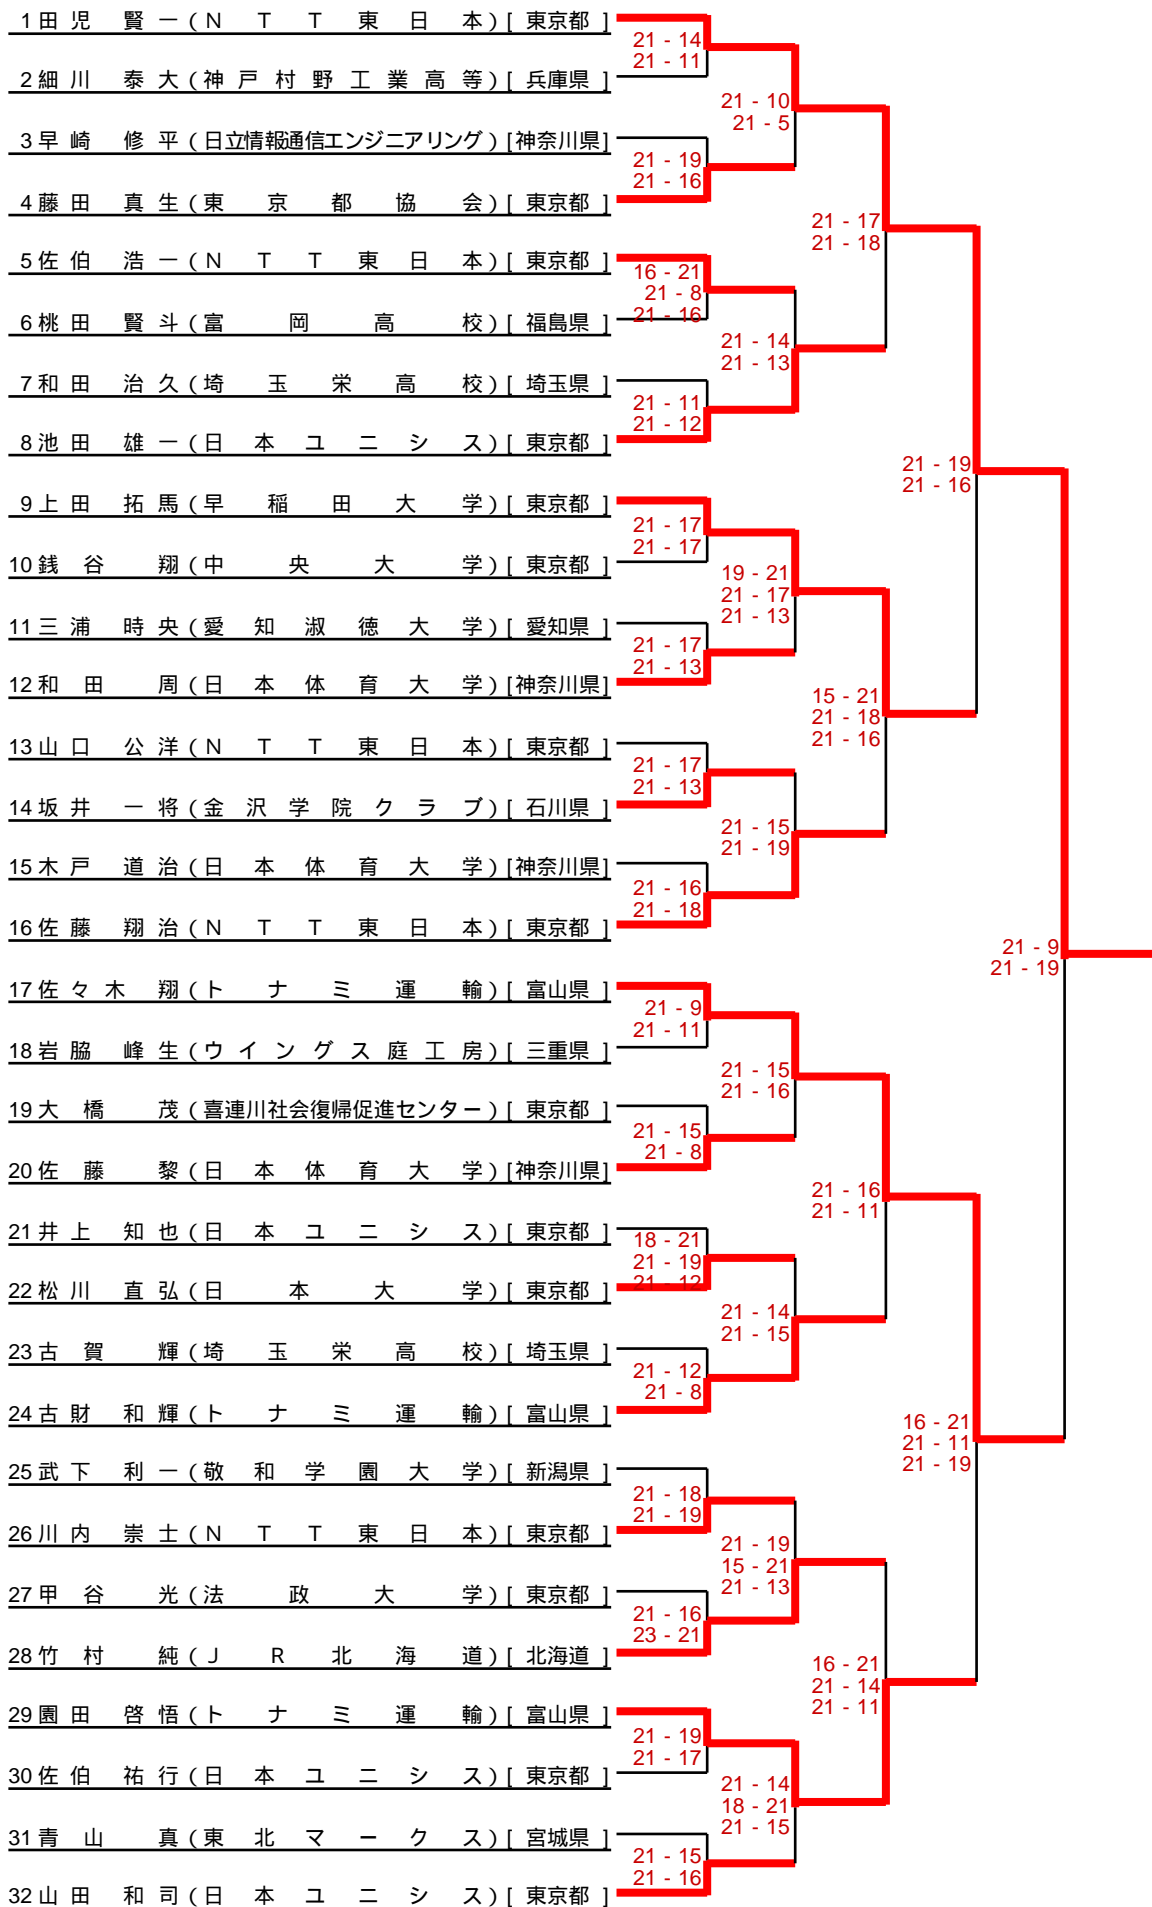 1 田児 賢一 (NTT東日本) [東京都]
21 - 14
21 - 11
2 細川 泰大 (神戸村野工業高等) [兵庫県]
21 - 10
21 - 5
3 早崎 修平 (日立情報通信エンジニアリング) [神奈川県]
21 - 19
21 - 16
4 藤田 真生 (東京都協会) [東京都]
21 - 17
21 - 18
5 佐伯 浩一 (NTT東日本) [東京都]
16 - 21
21 - 8
21 - 16
6 桃田 賢斗 (富岡高校) [福島県]
21 - 14
21 - 13
7 和田 治久 (埼玉栄高校) [埼玉県]
21 - 11
21 - 12
8 池田 雄一 (日本ユニシス) [東京都]
21 - 19
21 - 16
9 上田 拓馬 (早稲田大学) [東京都]
21 - 17
21 - 17
10 銭谷 翔 (中央大学) [東京都]
19 - 21
21 - 17
21 - 13
11 三浦 時央 (愛知淑徳大学) [愛知県]
21 - 17
21 - 13
12 和田 周 (日本体育大学) [神奈川県]
15 - 21
21 - 18
21 - 16
13 山口 公洋 (NTT東日本) [東京都]
21 - 17
21 - 13
14 坂井 一将 (金沢学院クラブ) [石川県]
21 - 15
21 - 19
15 木戸 道治 (日本体育大学) [神奈川県]
21 - 16
21 - 18
16 佐藤 翔治 (NTT東日本) [東京都]
21 - 9
21 - 19
17 佐々木 翔 (トナミ運輸) [富山県]
21 - 9
21 - 11
18 岩脇 峰生 (ウイングス庭工房) [三重県]
21 - 15
21 - 16
19 大橋 茂 (喜連川社会復帰促進センター) [東京都]
21 - 15
21 - 8
20 佐藤 黎 (日本体育大学) [神奈川県]
21 - 16
21 - 11
21 井上 知也 (日本ユニシス) [東京都]
18 - 21
21 - 19
21 - 12
22 松川 直弘 (日本大学) [東京都]
21 - 14
21 - 15
23 古賀 輝 (埼玉栄高校) [埼玉県]
21 - 12
21 - 8
24 古財 和輝 (トナミ運輸) [富山県]
16 - 21
21 - 11
21 - 19
25 武下 利一 (敬和学園大学) [新潟県]
21 - 18
21 - 19
26 川内 崇士 (NTT東日本) [東京都]
21 - 19
15 - 21
21 - 13
27 甲谷 光 (法政大学) [東京都]
21 - 16
23 - 21
28 竹村 純 (JR北海道) [北海道]
16 - 21
21 - 14
21 - 11
29 園田 啓悟 (トナミ運輸) [富山県]
21 - 19
21 - 17
30 佐伯 祐行 (日本ユニシス) [東京都]
21 - 14
18 - 21
21 - 15
31 青山 真 (東北マークス) [宮城県]
21 - 15
21 - 16
32 山田 和司 (日本ユニシス) [東京都]